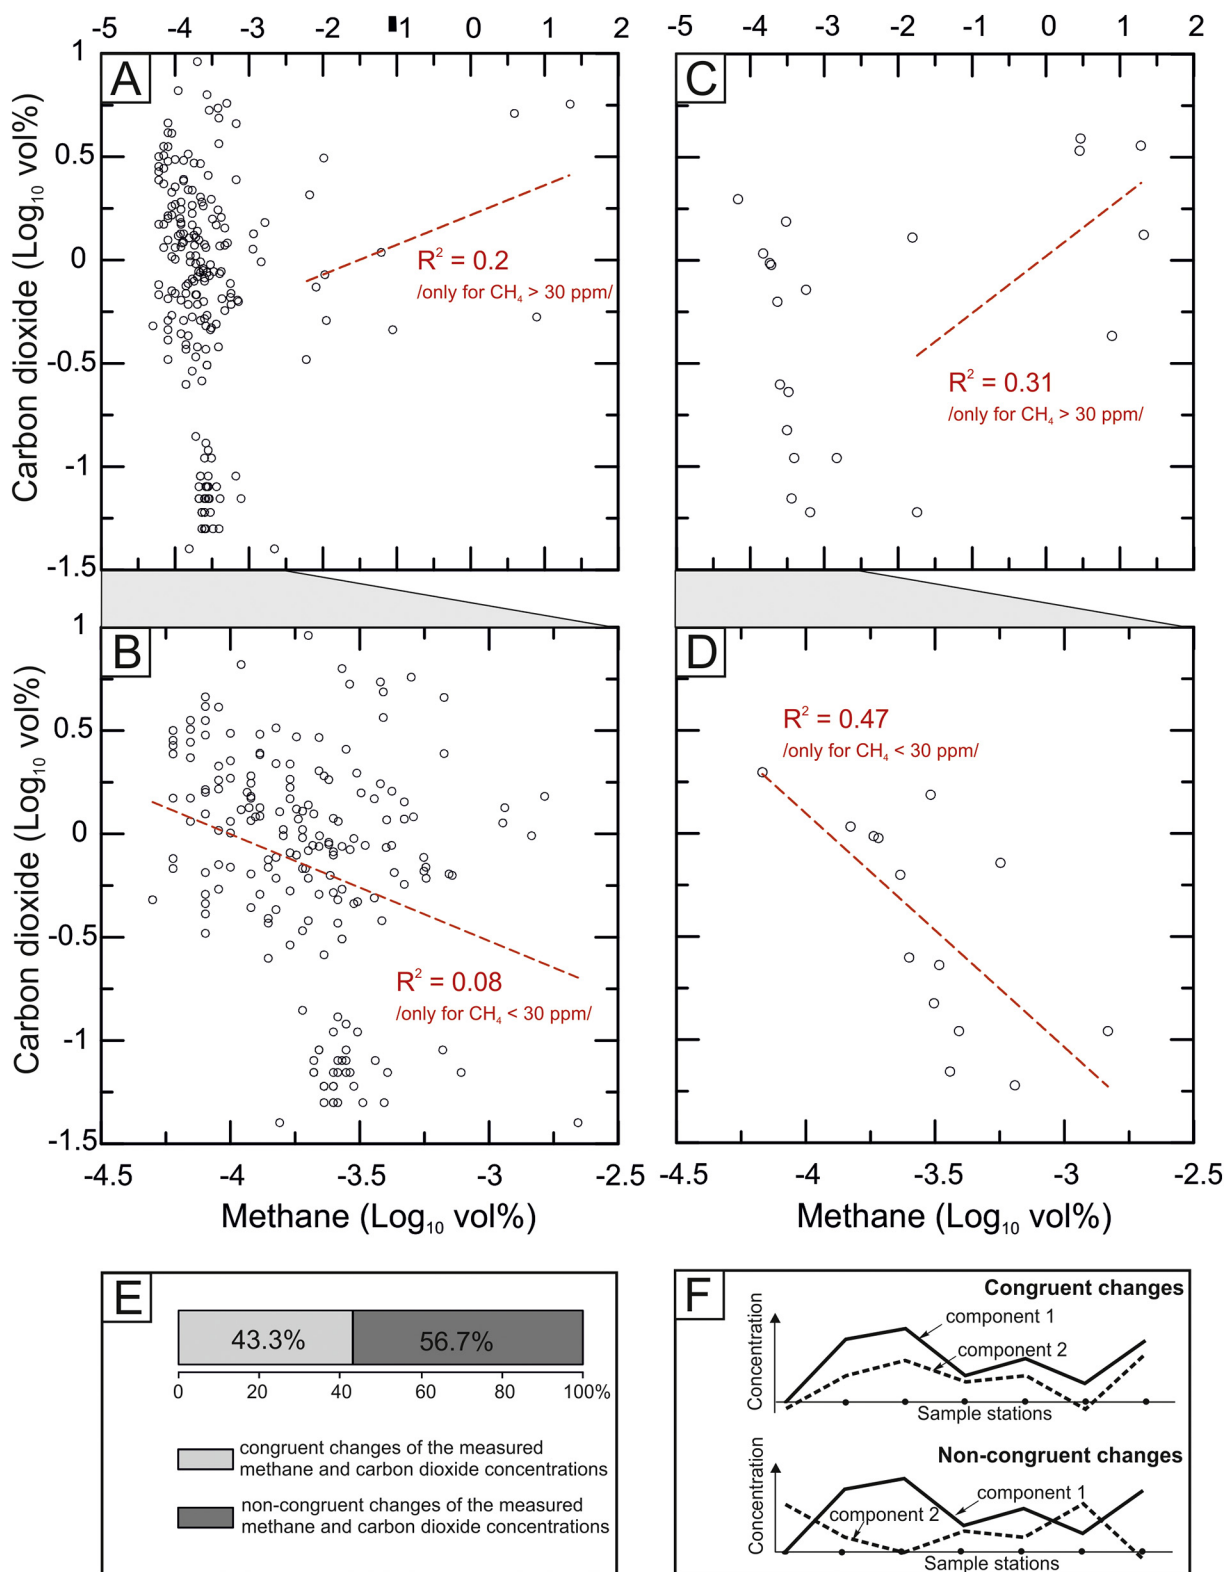 -5 -4 -3 -2 -1 0 1 2
-5 -4 -3 -2 -1 0 1 2
A
C
Carbon dioxide (Log10 vol%)
1
0.5
0
-0.5
-1
-1.5
R2 = 0.2
/only for CH4 > 30 ppm/
R2 = 0.31
/only for CH4 > 30 ppm/
B
D
Carbon dioxide (Log10 vol%)
1
0.5
0
-0.5
-1
-1.5
R2 = 0.08
/only for CH4 < 30 ppm/
R2 = 0.47
/only for CH4 < 30 ppm/
-4.5 -4 -3.5 -3 -2.5
-4.5 -4 -3.5 -3 -2.5
Methane (Log10 vol%)
Methane (Log10 vol%)
E
43.3% 56.7%
0 20 40 60 80 100%
congruent changes of the measured
methane and carbon dioxide concentrations
non-congruent changes of the measured
methane and carbon dioxide concentrations
F
Congruent changes
Concentration
component 1
component 2
Sample stations
Non-congruent changes
Concentration
component 1
component 2
Sample stations